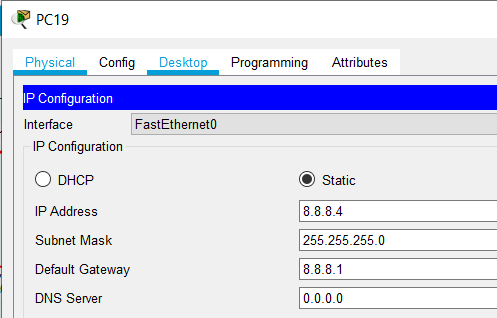 PC19
Physical Config Desktop Programming Attributes
IP Configuration
Interface FastEthernet0
IP Configuration
DHCP Static
IP Address 8.8.8.4
Subnet Mask 255.255.255.0
Default Gateway 8.8.8.1
DNS Server 0.0.0.0